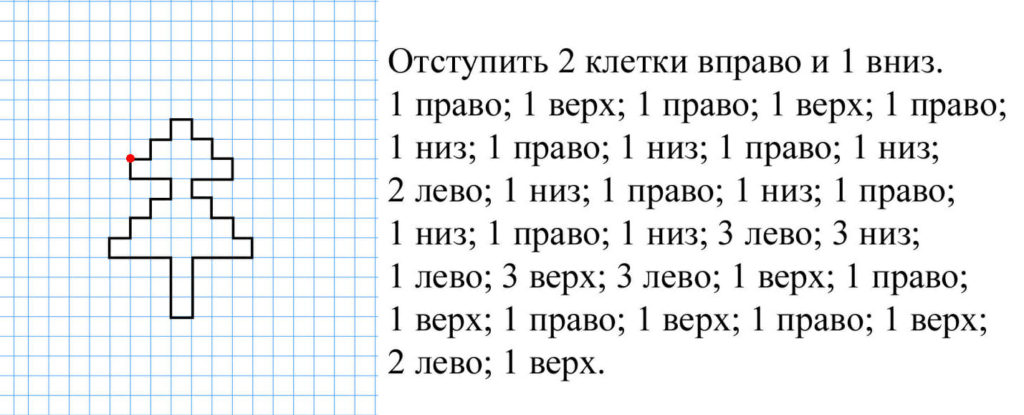 Отступить 2 клетки вправо и 1 вниз.
1 право; 1 верх; 1 право; 1 верх; 1 право;
1 низ; 1 право; 1 низ; 1 право; 1 низ;
2 лево; 1 низ; 1 право; 1 низ; 1 право;
1 низ; 1 право; 1 низ; 3 лево; 3 низ;
1 лево; 3 верх; 3 лево; 1 верх; 1 право;
1 верх; 1 право; 1 верх; 1 право; 1 верх;
2 лево; 1 верх.